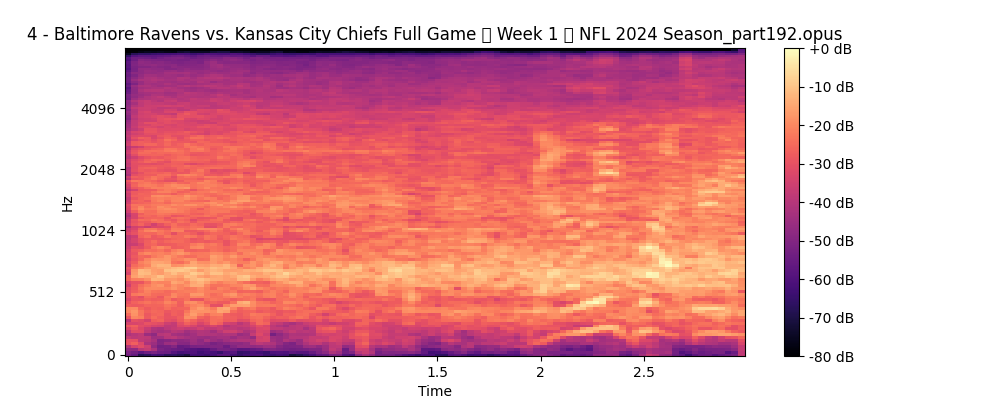 4 - Baltimore Ravens vs. Kansas City Chiefs Full Game ▯ Week 1 ▯ NFL 2024 Season_part192.opus
+0 dB
-10 dB
-20 dB
-30 dB
-40 dB
-50 dB
-60 dB
-70 dB
-80 dB
Hz
4096
2048
1024
512
0
0
0.5
1
1.5
2
2.5
Time